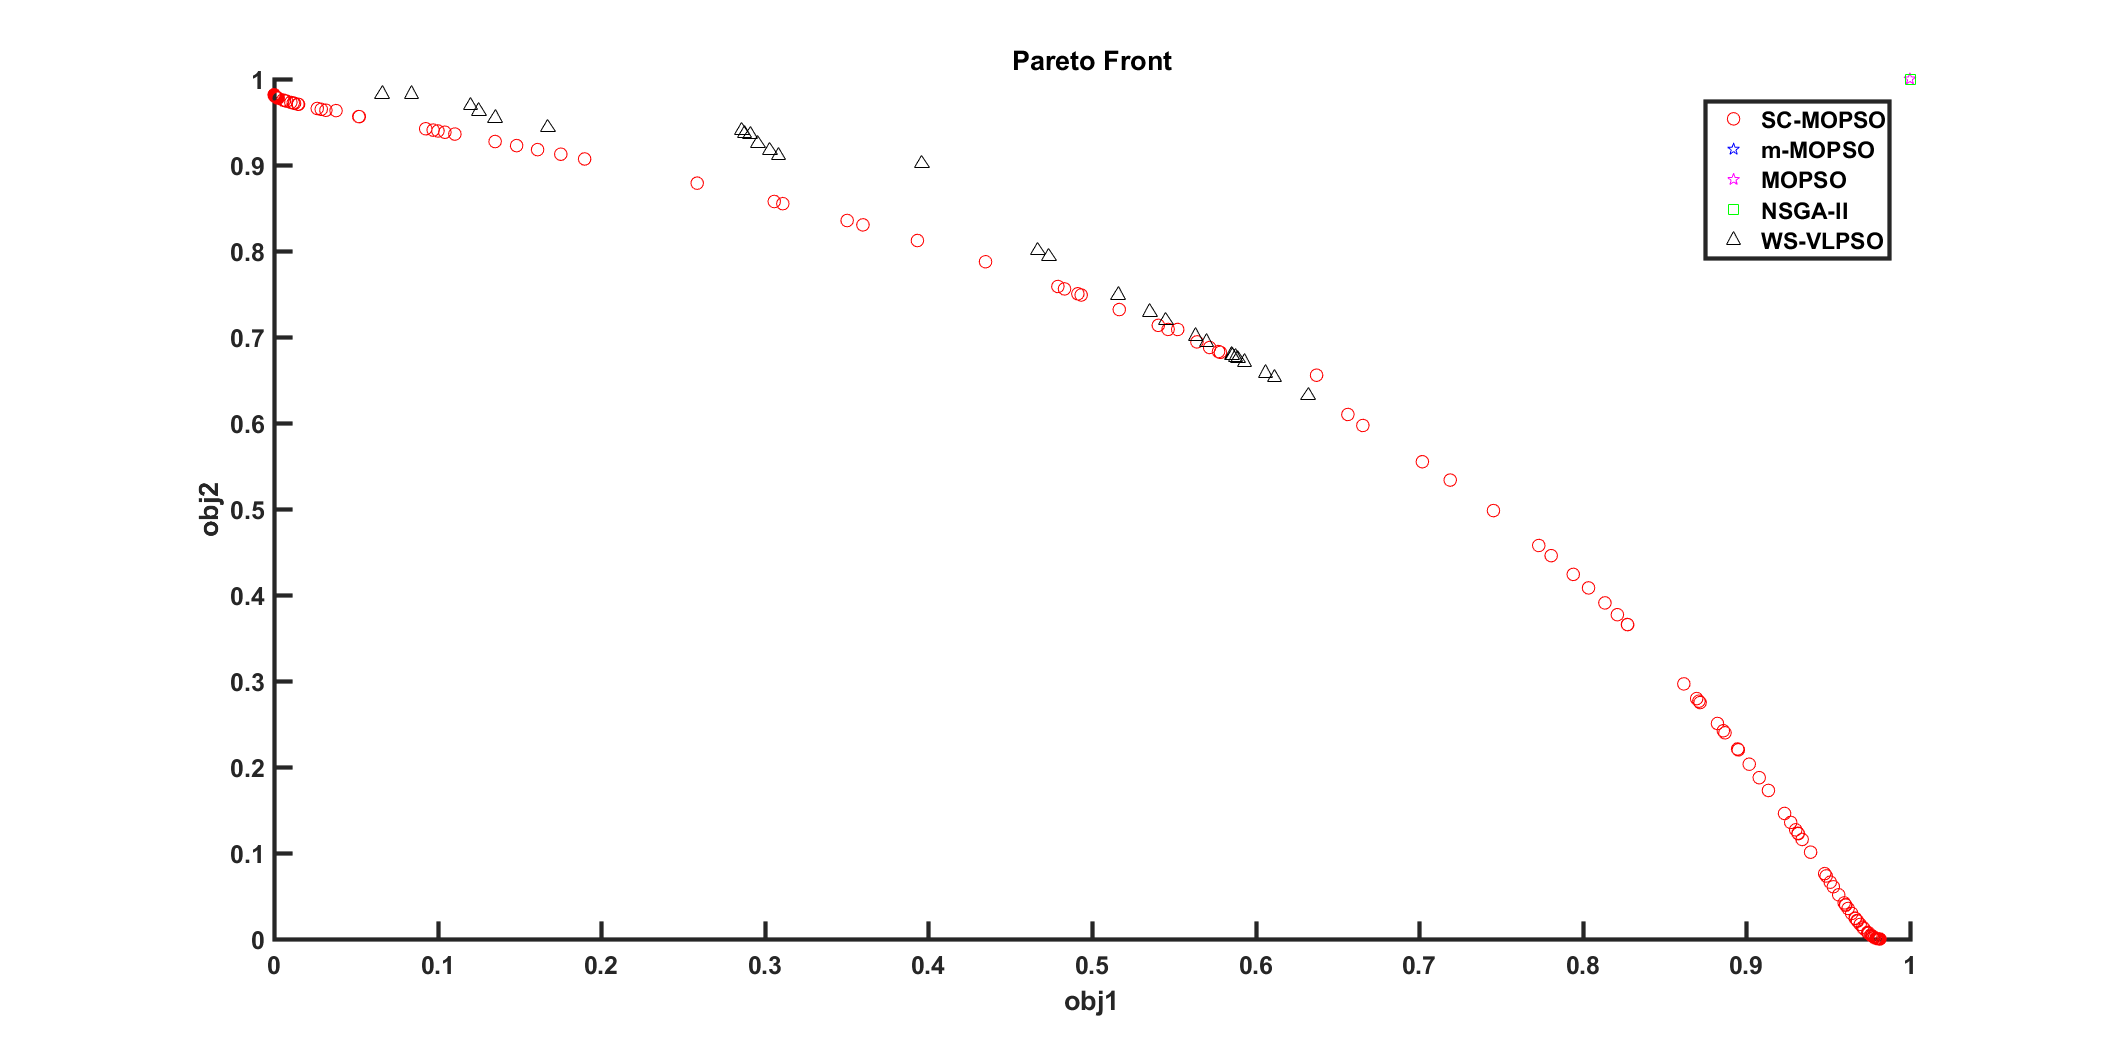 Pareto Front
1
0.9
0.8
0.7
0.6
0.5
0.4
0.3
0.2
0.1
0
obj2
SC-MOPSO
m-MOPSO
MOPSO
NSGA-II
WS-VLPSO
0 0.1 0.2 0.3 0.4 0.5 0.6 0.7 0.8 0.9 1
obj1